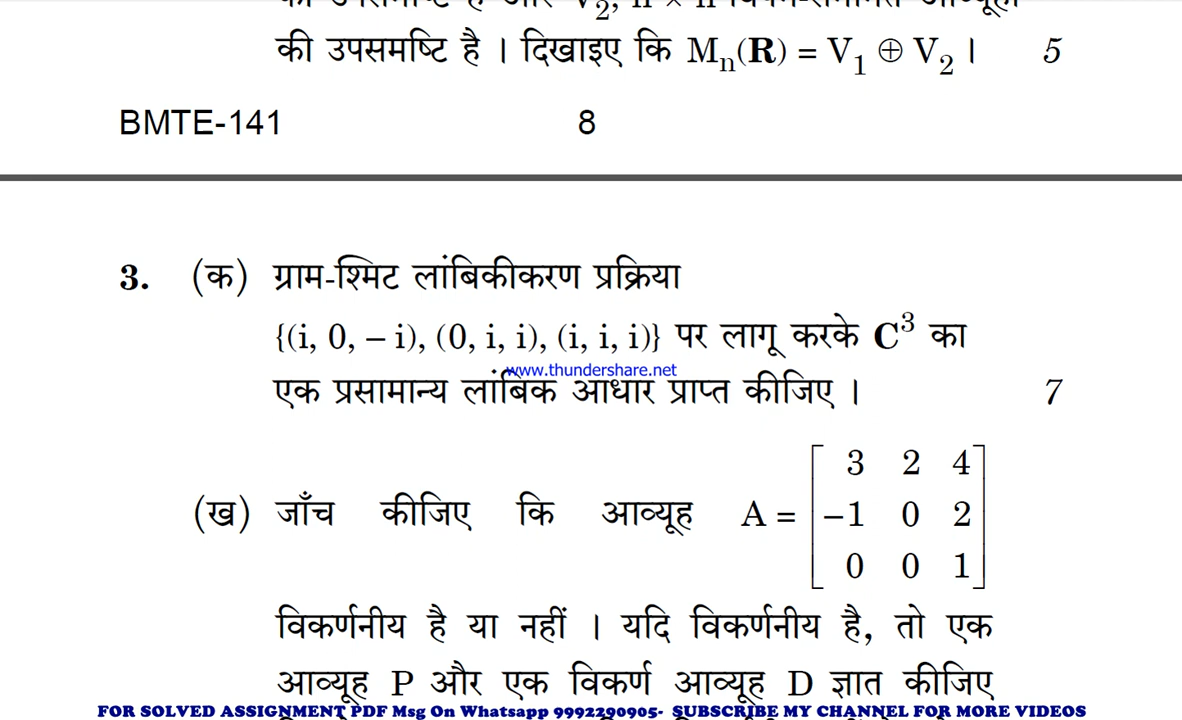 की उपसमष्टि है । दिखाइए कि Mn(R) = V1 ⊕ V2 । 5
BMTE-141 8
3. (क) ग्राम-श्मिट लांबिकीकरण प्रक्रिया
{(i, 0, – i), (0, i, i), (i, i, i)} पर लागू करके C³ का
www.thundershare.net
एक प्रसामान्य लांबिक आधार प्राप्त कीजिए । 7
3 2 4
(ख) जाँच कीजिए कि आव्यूह A = –1 0 2
0 0 1
विकर्णनीय है या नहीं । यदि विकर्णनीय है, तो एक
आव्यूह P और एक विकर्ण आव्यूह D ज्ञात कीजिए
FOR SOLVED ASSIGNMENT PDF Msg On Whatsapp 9992290905- SUBSCRIBE MY CHANNEL FOR MORE VIDEOS